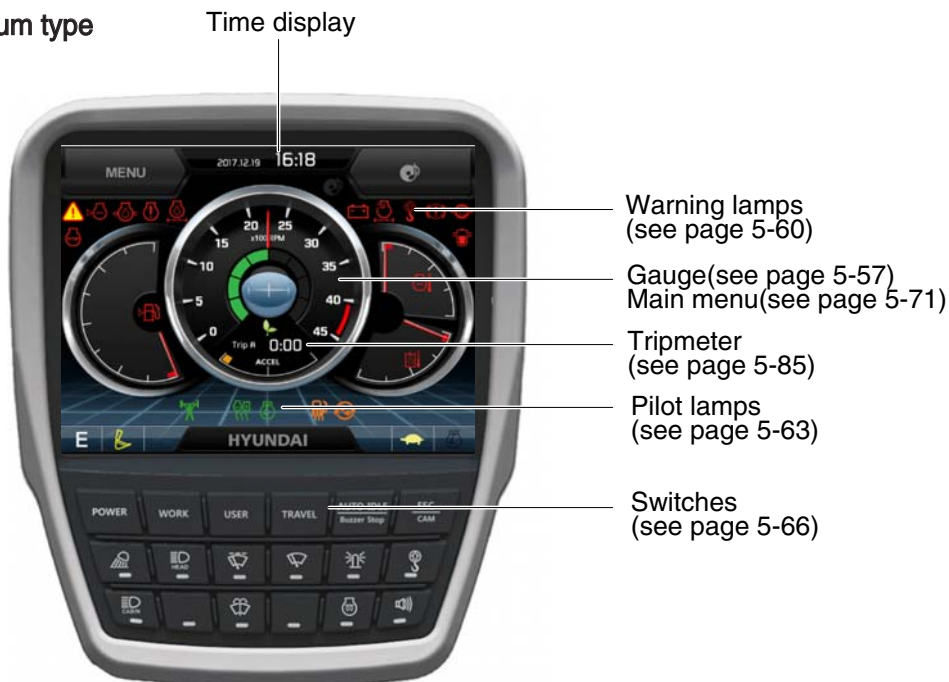 um type
Time display
MENU
2017.12.19 16:18
Warning lamps
(see page 5-60)
Gauge(see page 5-57)
Main menu(see page 5-71)
Tripmeter
(see page 5-85)
Pilot lamps
(see page 5-63)
Switches
(see page 5-66)
20 25
x100 RPM
15 30
10 35
5 40
0 45
Trip A 0:00
ACCEL
E HYUNDAI
POWER WORK USER TRAVEL AUTO IDLE ESC
Buzzer Stop CAM
HEAD
CABIN